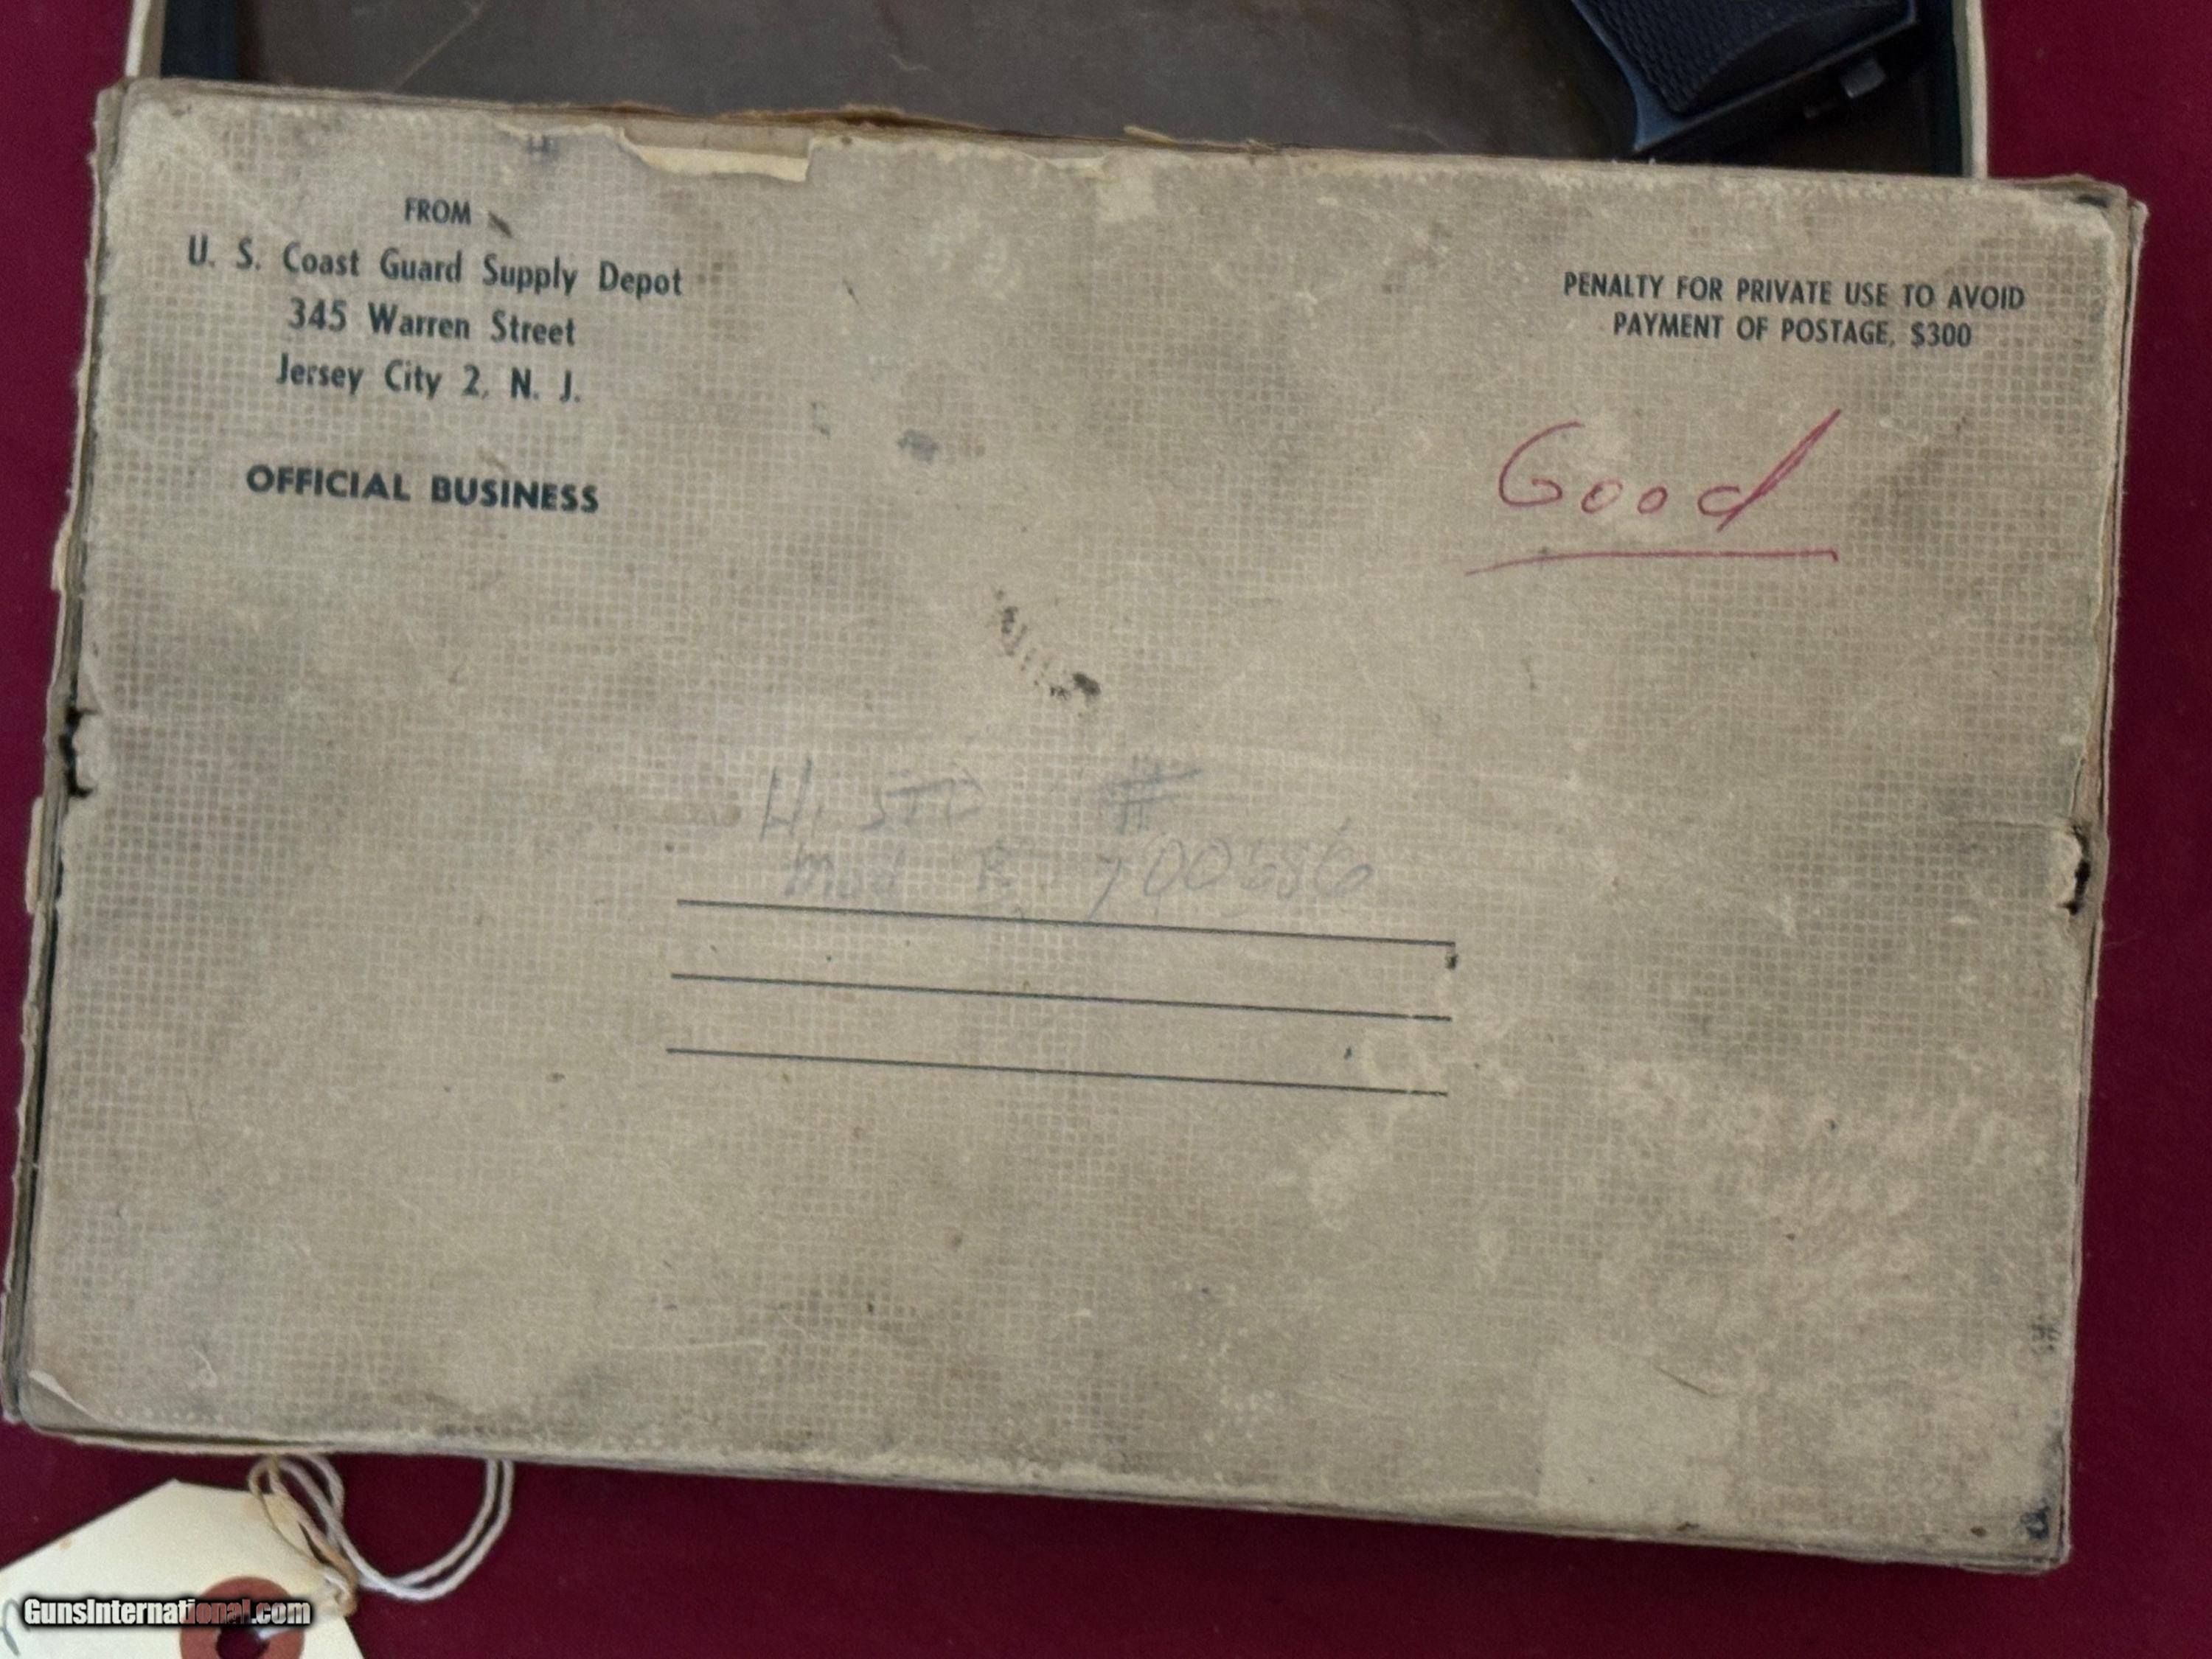 FROM
U. S. Coast Guard Supply Depot
345 Warren Street
Jersey City 2, N. J.
OFFICIAL BUSINESS
PENALTY FOR PRIVATE USE TO AVOID
PAYMENT OF POSTAGE, $300
Good
Hi STD #
Mod
GunsInternational.com